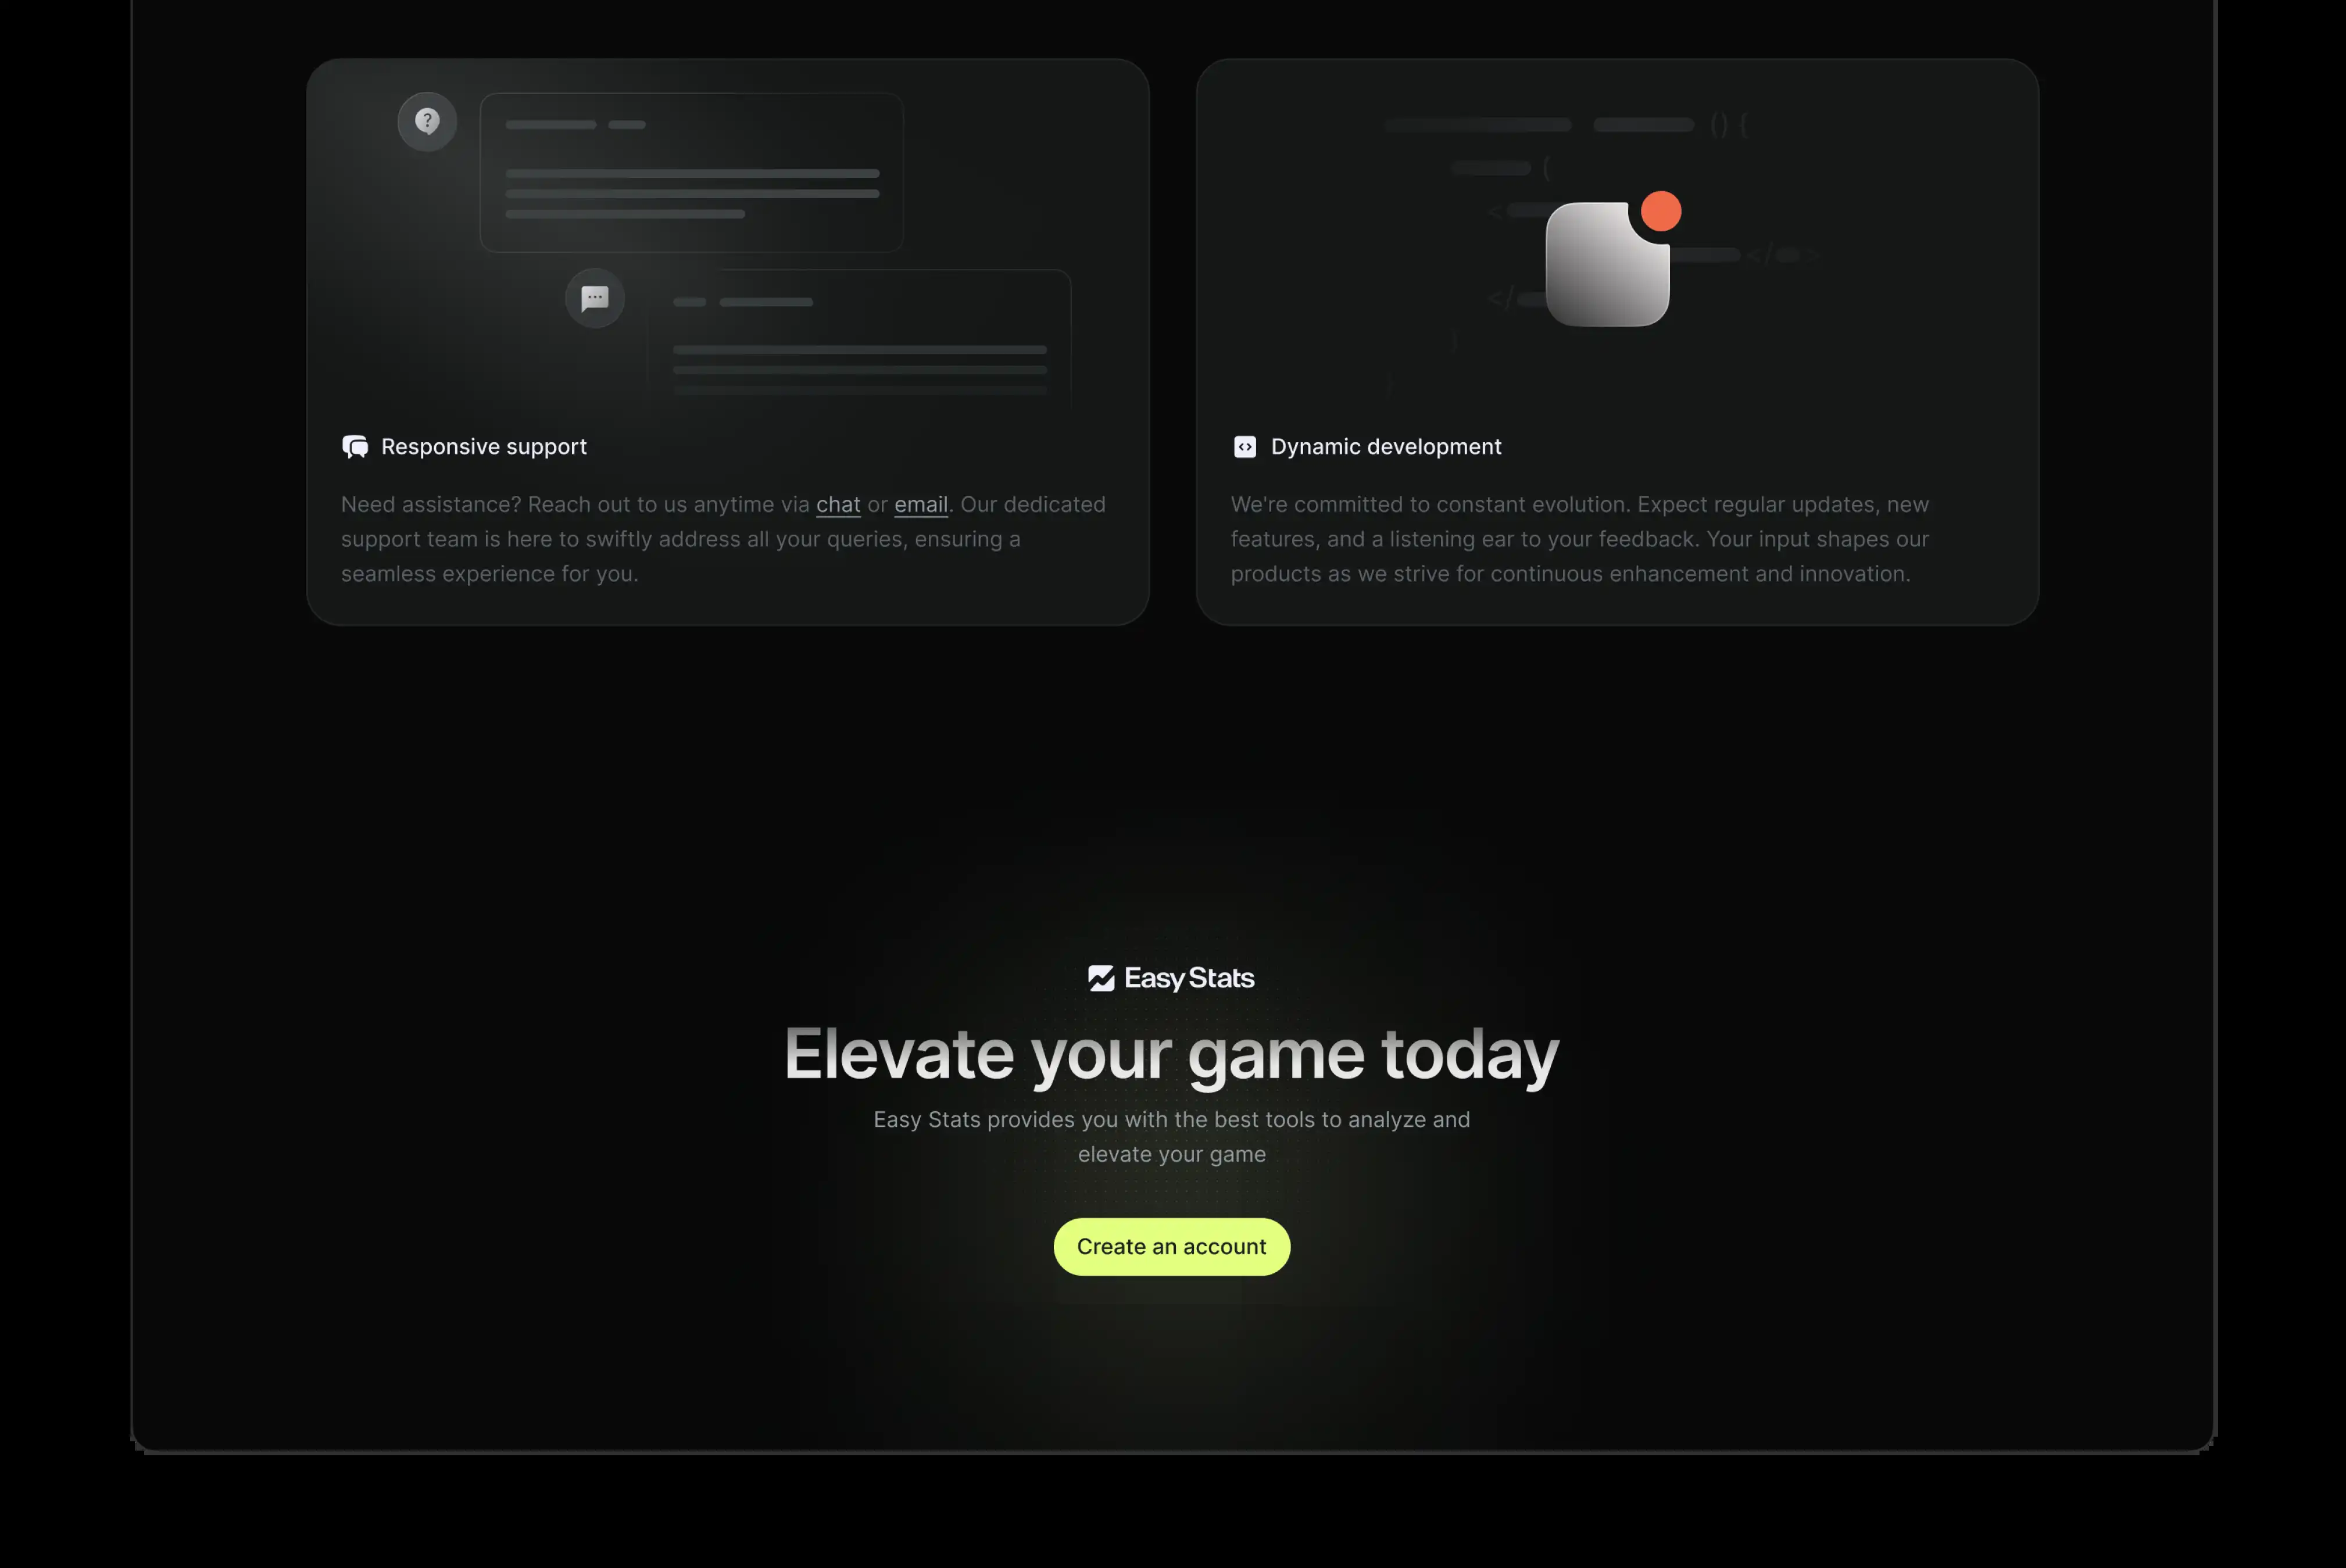 () {
(
<
</ >
</
}
Responsive support
Need assistance? Reach out to us anytime via chat or email. Our dedicated
support team is here to swiftly address all your queries, ensuring a
seamless experience for you.
Dynamic development
We're committed to constant evolution. Expect regular updates, new
features, and a listening ear to your feedback. Your input shapes our
products as we strive for continuous enhancement and innovation.
Easy Stats
Elevate your game today
Easy Stats provides you with the best tools to analyze and
elevate your game
Create an account